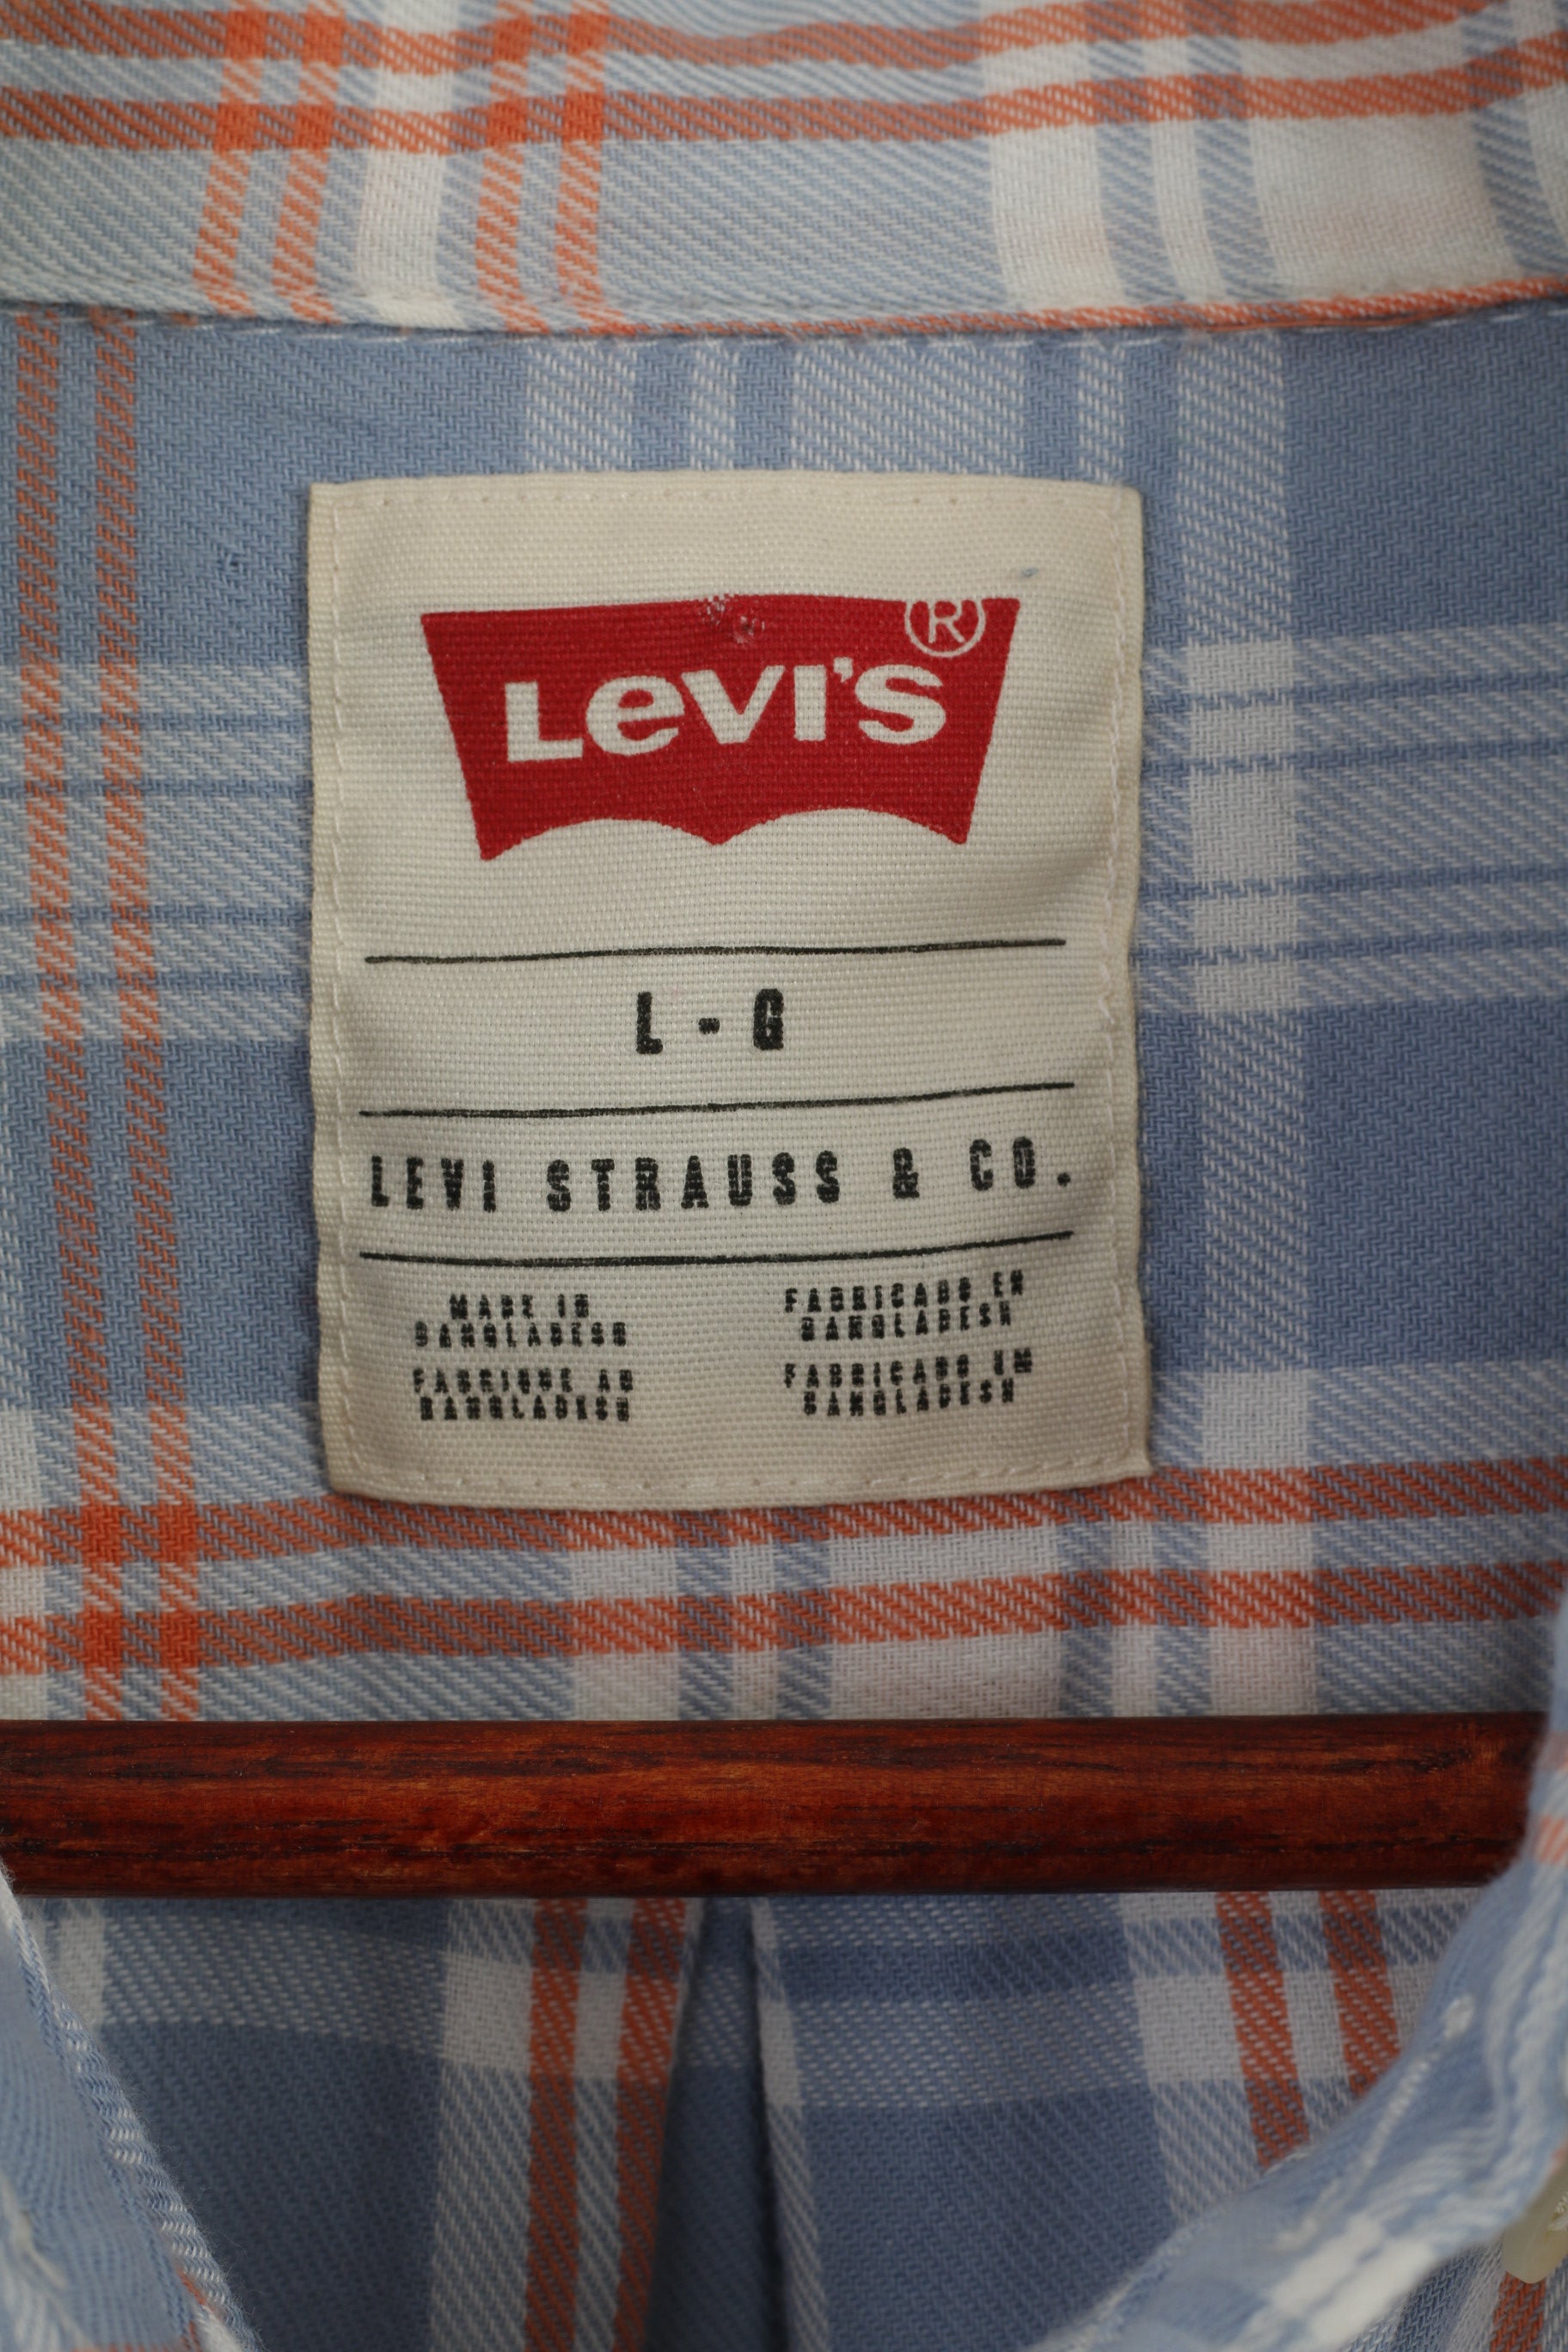 LEVI'S ®
L - G
LEVI STRAUSS & CO.
MADE IN
BANGLADESH
FABRIQUE AU
BANGLADESH
FABRICADO EN
BANGLADESH
FABRICADO EM
BANGLADESH